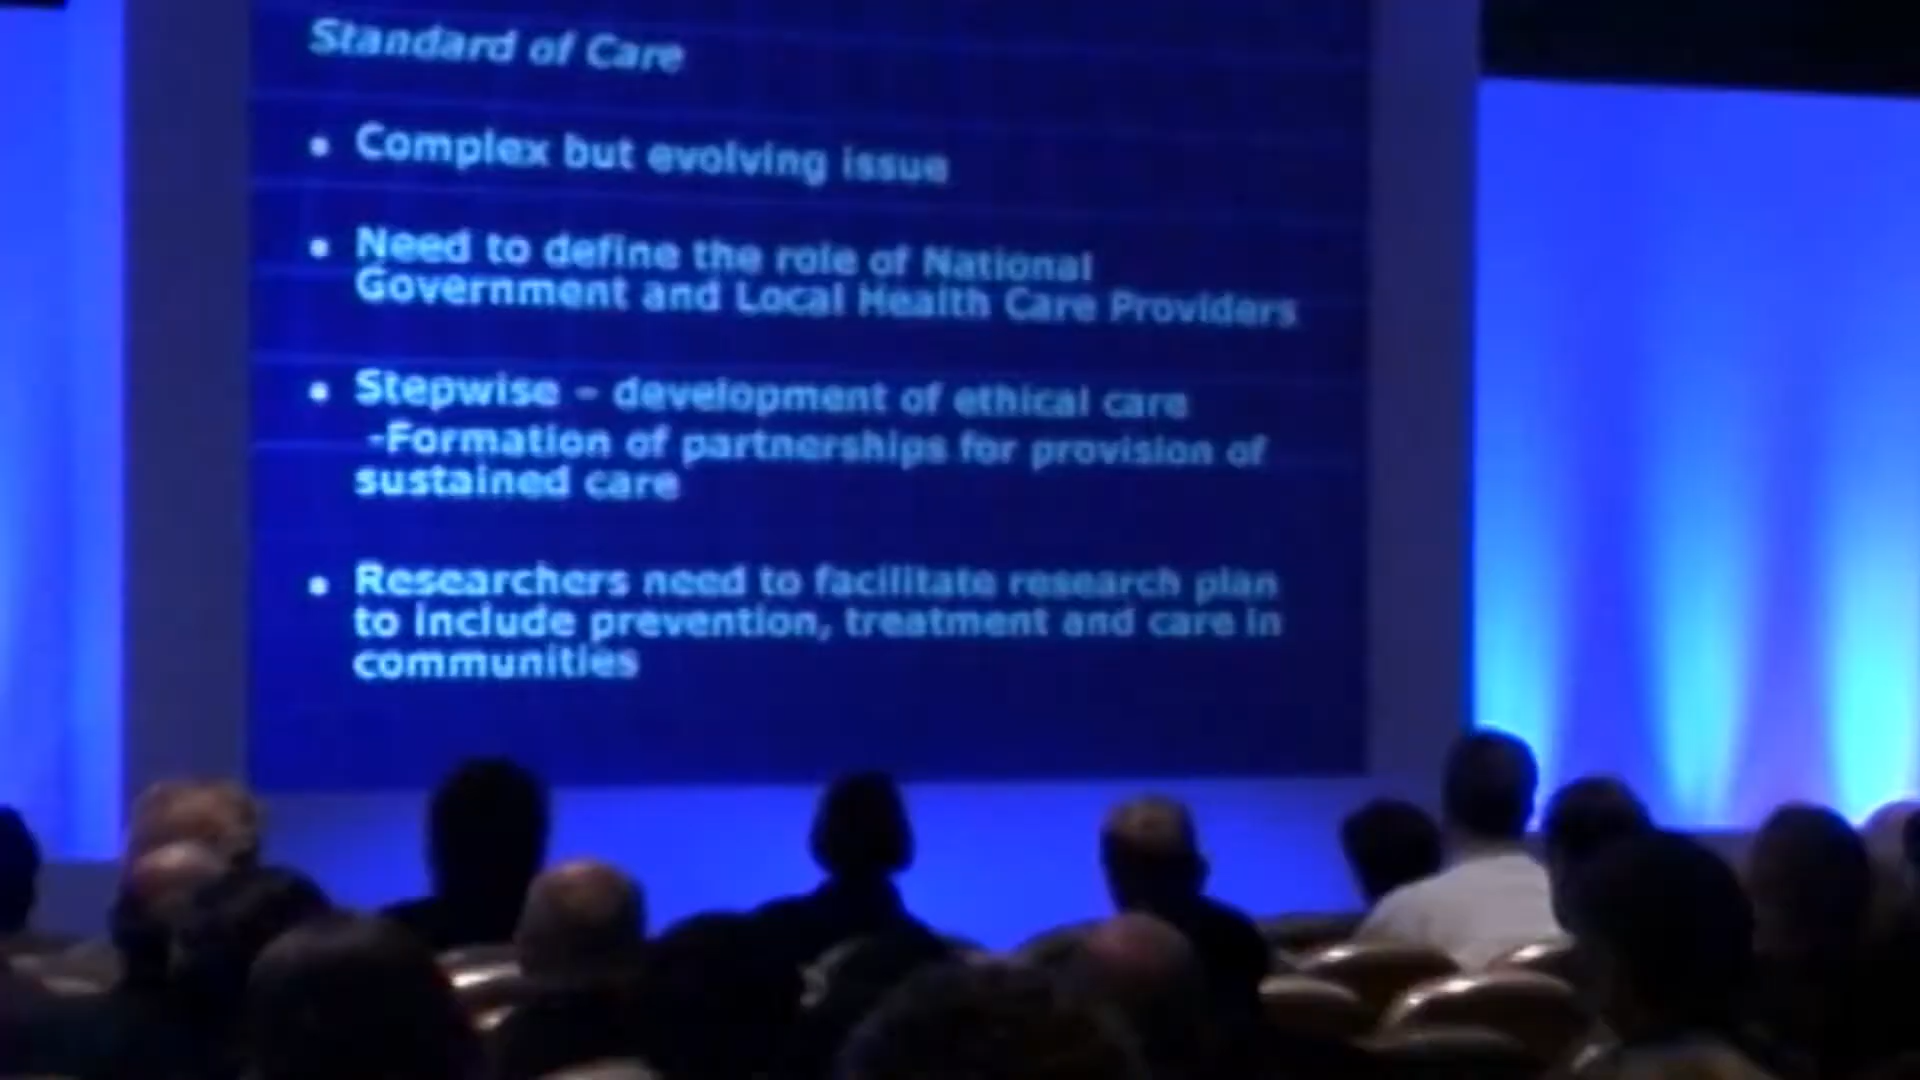 Standard of Care
• Complex but evolving issue
• Need to define the role of National
Government and Local Health Care Providers
• Stepwise – development of ethical care
-Formation of partnerships for provision of
sustained care
• Researchers need to facilitate research plan
to include prevention, treatment and care in
communities